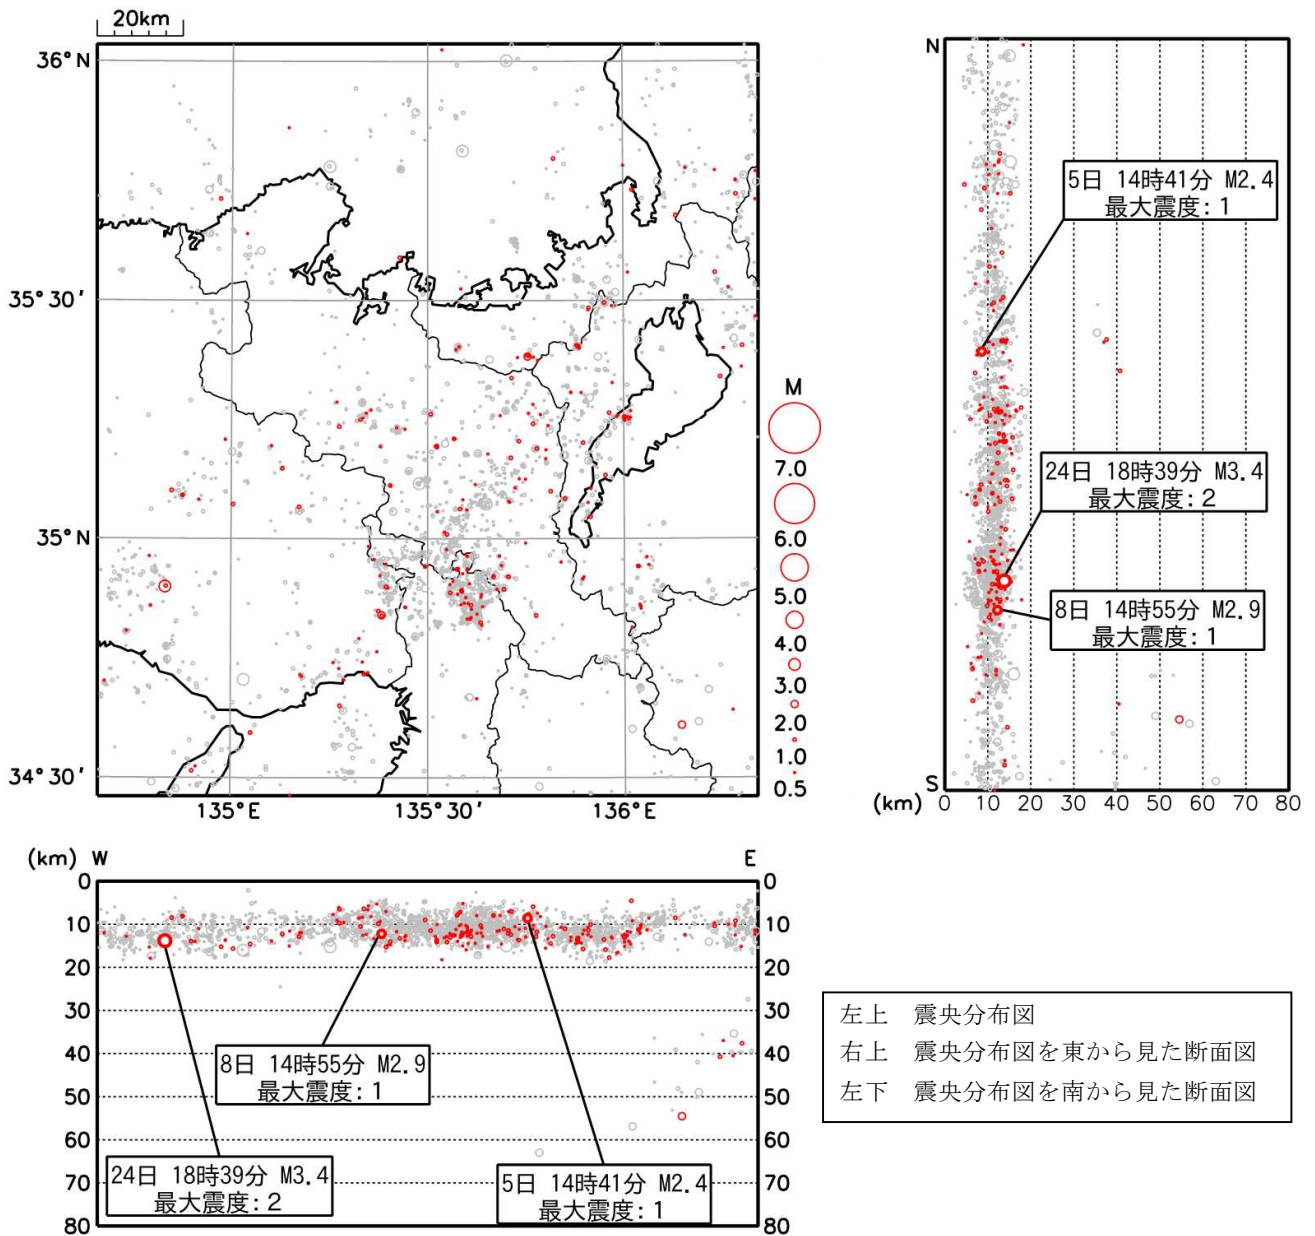 20km
36°N
35°30′
35°N
34°30′
135°E
135°30′
136°E
M
7.0
6.0
5.0
4.0
3.0
2.0
1.0
0.5
N
5日 14時41分 M2.4
最大震度:1
24日 18時39分 M3.4
最大震度:2
8日 14時55分 M2.9
最大震度:1
S
(km)
0 10 20 30 40 50 60 70 80
(km) W E
0 0
10 10
20 20
30 30
40 40
50 50
60 60
70 70
80 80
8日 14時55分 M2.9
最大震度:1
24日 18時39分 M3.4
最大震度:2
5日 14時41分 M2.4
最大震度:1
左上 震央分布図
右上 震央分布図を東から見た断面図
左下 震央分布図を南から見た断面図